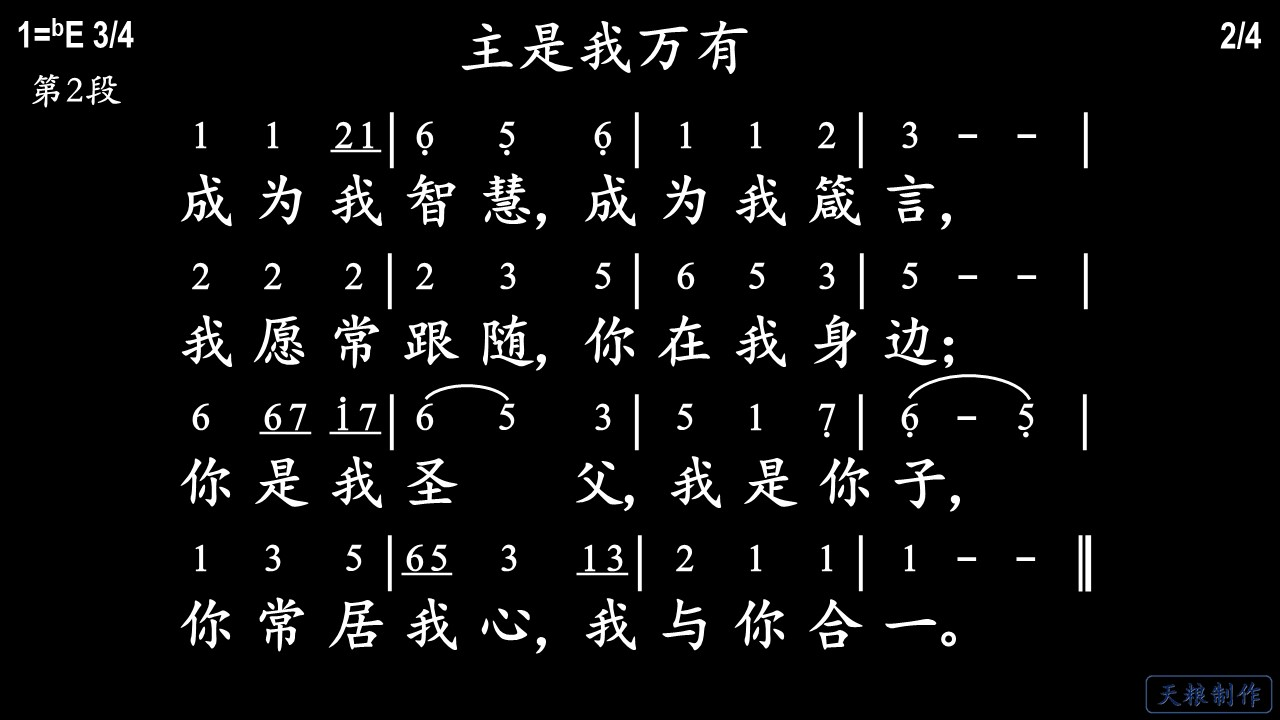 1=ᵇE 3/4
主是我万有
2/4
第2段
1 1 21 | 6̣ 5̣ 6̣ | 1 1 2 | 3 - - |
成为我智慧, 成为我箴言,
2 2 2 | 2 3 5 | 6 5 3 | 5 - - |
我愿常跟随, 你在我身边;
6 67 i7 | 6 5 3 | 5 1 7̣ | 6̣ - 5̣ |
你是我圣 父, 我是你子,
1 3 5 | 65 3 13 | 2 1 1 | 1 - - ‖
你常居我心, 我与你合一。
天粮制作